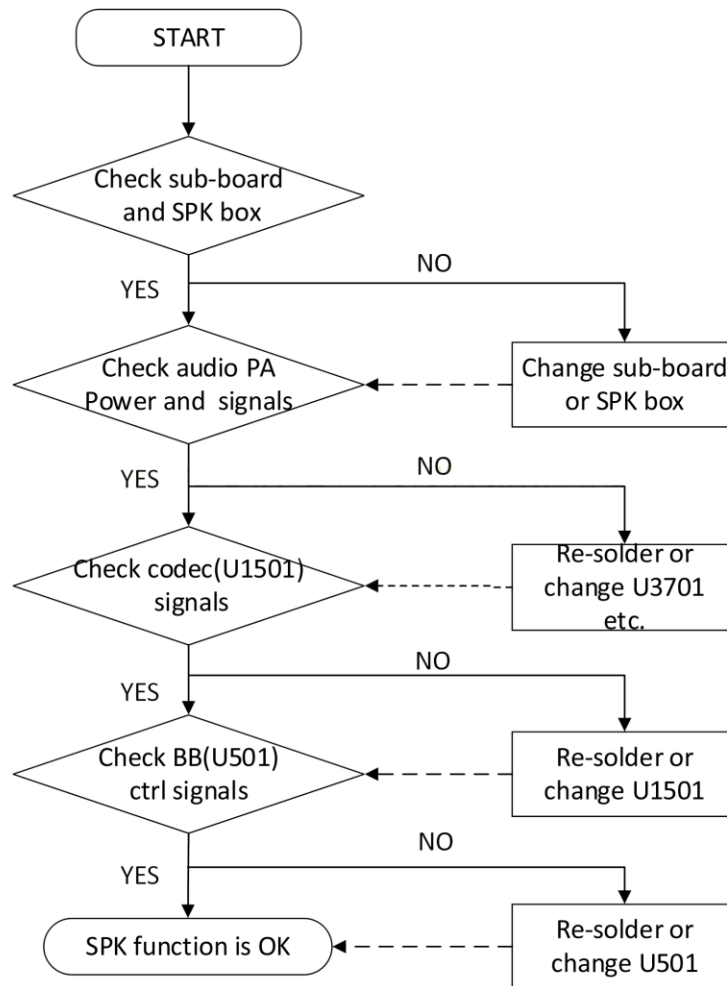 START
Check sub-board
and SPK box
NO
YES
Check audio PA
Power and signals
Change sub-board
or SPK box
NO
YES
Check codec(U1501)
signals
Re-solder or
change U3701
etc.
NO
YES
Check BB(U501)
ctrl signals
Re-solder or
change U1501
NO
YES
SPK function is OK
Re-solder or
change U501